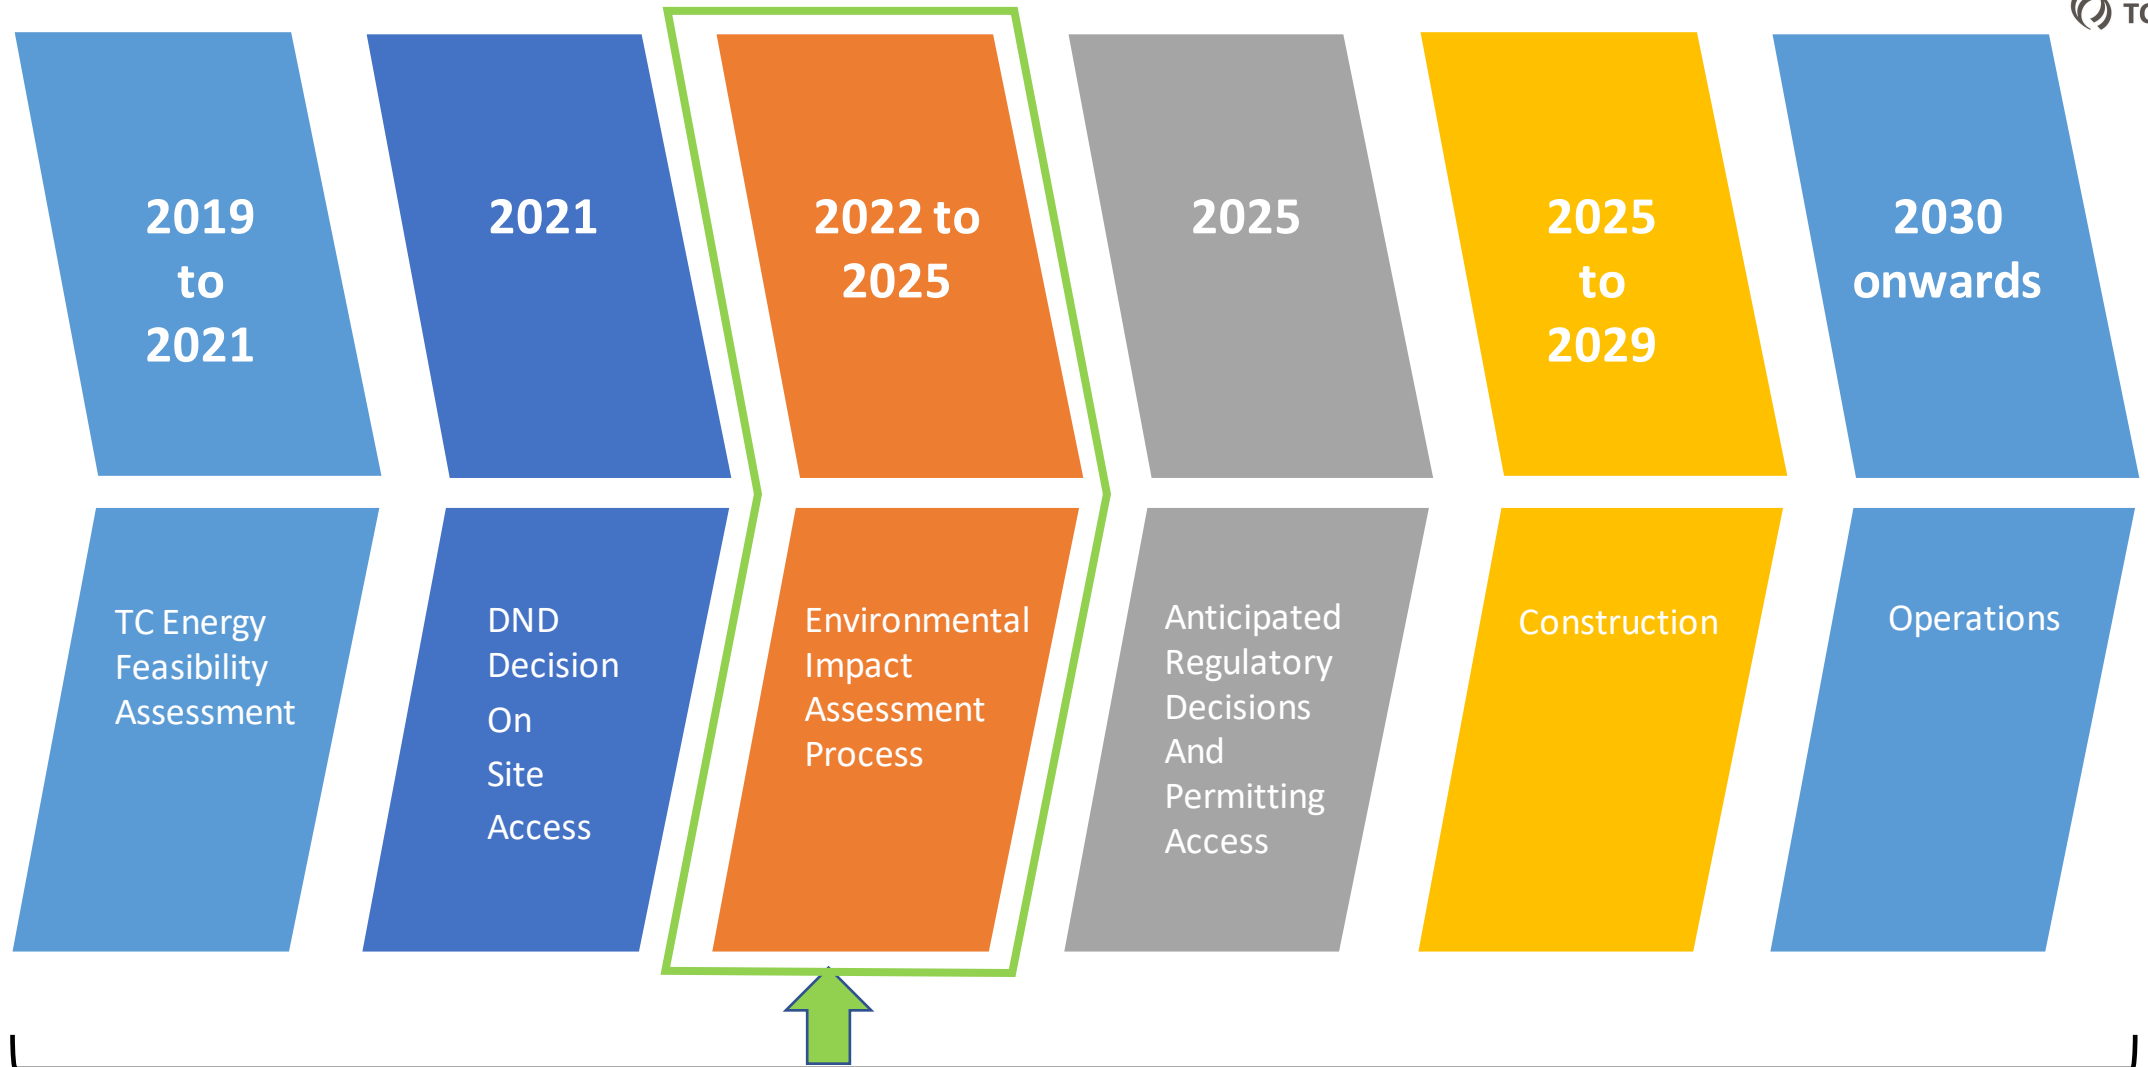 TC
2019
to
2021
2021
2022 to
2025
2025
2025
to
2029
2030
onwards
TC Energy
Feasibility
Assessment
DND
Decision
On
Site
Access
Environmental
Impact
Assessment
Process
Anticipated
Regulatory
Decisions
And
Permitting
Access
Construction
Operations